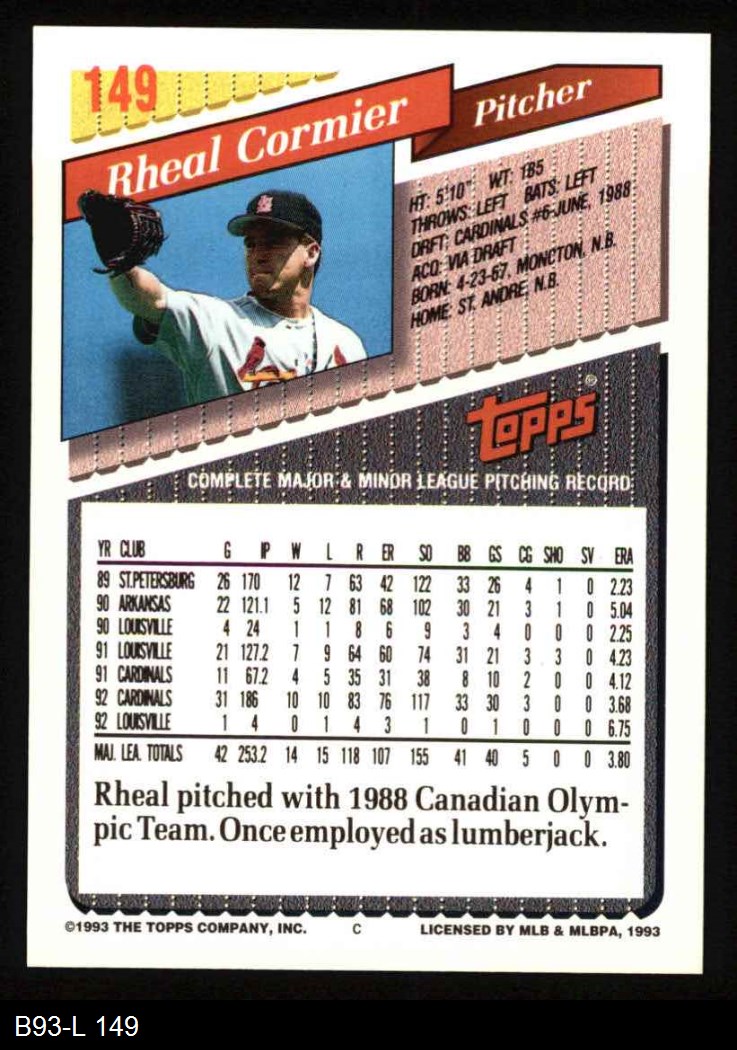 149
Rheal Cormier
Pitcher
HT: 5'10" WT: 185
THROWS: LEFT BATS: LEFT
DRFT: CARDINALS #6-JUNE, 1988
ACQ: VIA DRAFT
BORN: 4-23-67, MONCTON, N.B.
HOME: ST. ANDRE, N.B.
TOPPS®
COMPLETE MAJOR & MINOR LEAGUE PITCHING RECORD
YR CLUB G IP W L R ER SO BB GS CG SHO SV ERA
89 ST.PETERSBURG 26 170 12 7 63 42 122 33 26 4 1 0 2.23
90 ARKANSAS 22 121.1 5 12 81 68 102 30 21 3 1 0 5.04
90 LOUISVILLE 4 24 1 1 8 6 9 3 4 0 0 0 2.25
91 LOUISVILLE 21 127.2 7 9 64 60 74 31 21 3 3 0 4.23
91 CARDINALS 11 67.2 4 5 35 31 38 8 10 2 0 0 4.12
92 CARDINALS 31 186 10 10 83 76 117 33 30 3 0 0 3.68
92 LOUISVILLE 1 4 0 1 4 3 1 0 1 0 0 0 6.75
MAJ. LEA. TOTALS 42 253.2 14 15 118 107 155 41 40 5 0 0 3.80
Rheal pitched with 1988 Canadian Olym-
pic Team. Once employed as lumberjack.
©1993 THE TOPPS COMPANY, INC. C LICENSED BY MLB & MLBPA, 1993
B93-L 149